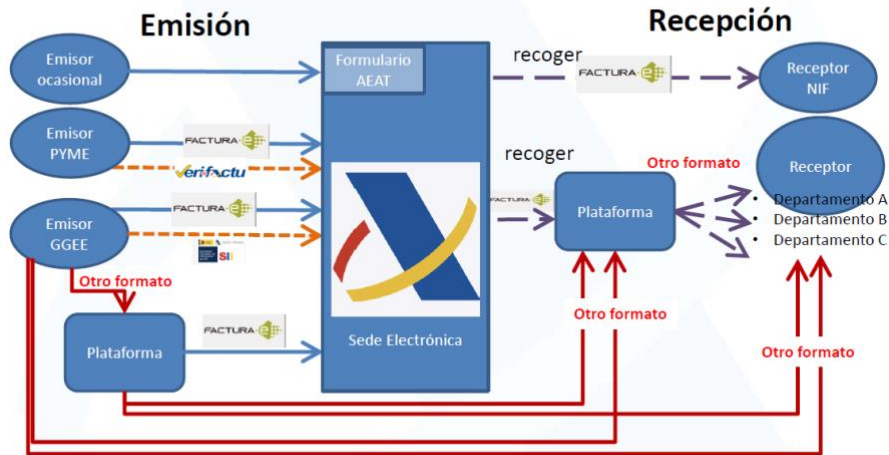 Emisión
Recepción
Emisor
ocasional
Formulario
AEAT
recoger
FACTURA-e
Receptor
NIF
Emisor
PYME
FACTURA-e
Verifactu
recoger
Otro formato
Receptor
Emisor
GGEE
FACTURA-e
SII
FACTURA-e
Plataforma
• Departamento A
• Departamento B
• Departamento C
Otro formato
Plataforma
FACTURA-e
Sede Electrónica
Otro formato
Otro formato